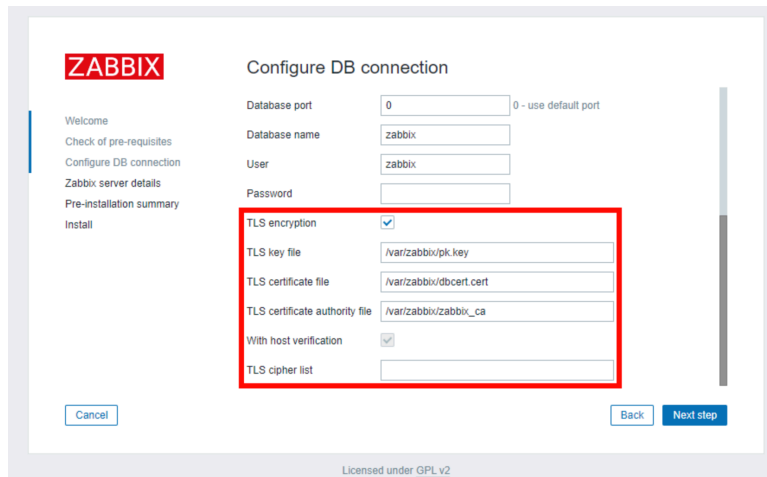 ZABBIX
Configure DB connection
Welcome
Check of pre-requisites
Configure DB connection
Zabbix server details
Pre-installation summary
Install
Database port 0 0 - use default port
Database name zabbix
User zabbix
Password
TLS encryption
TLS key file /var/zabbix/pk.key
TLS certificate file /var/zabbix/dbcert.cert
TLS certificate authority file /var/zabbix/zabbix_ca
With host verification
TLS cipher list
Cancel Back Next step
Licensed under GPL v2